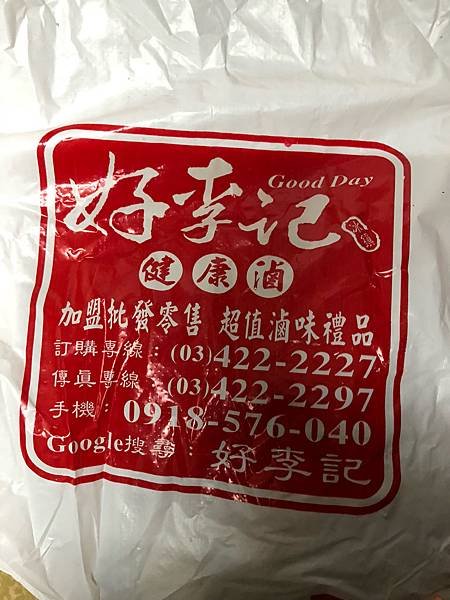 Good Day
好李記
健康滷
加盟批發零售 超值滷味禮品
訂購專線：(03)422-2227
傳真專線：(03)422-2297
手機：0918-576-040
Google搜尋：好李記